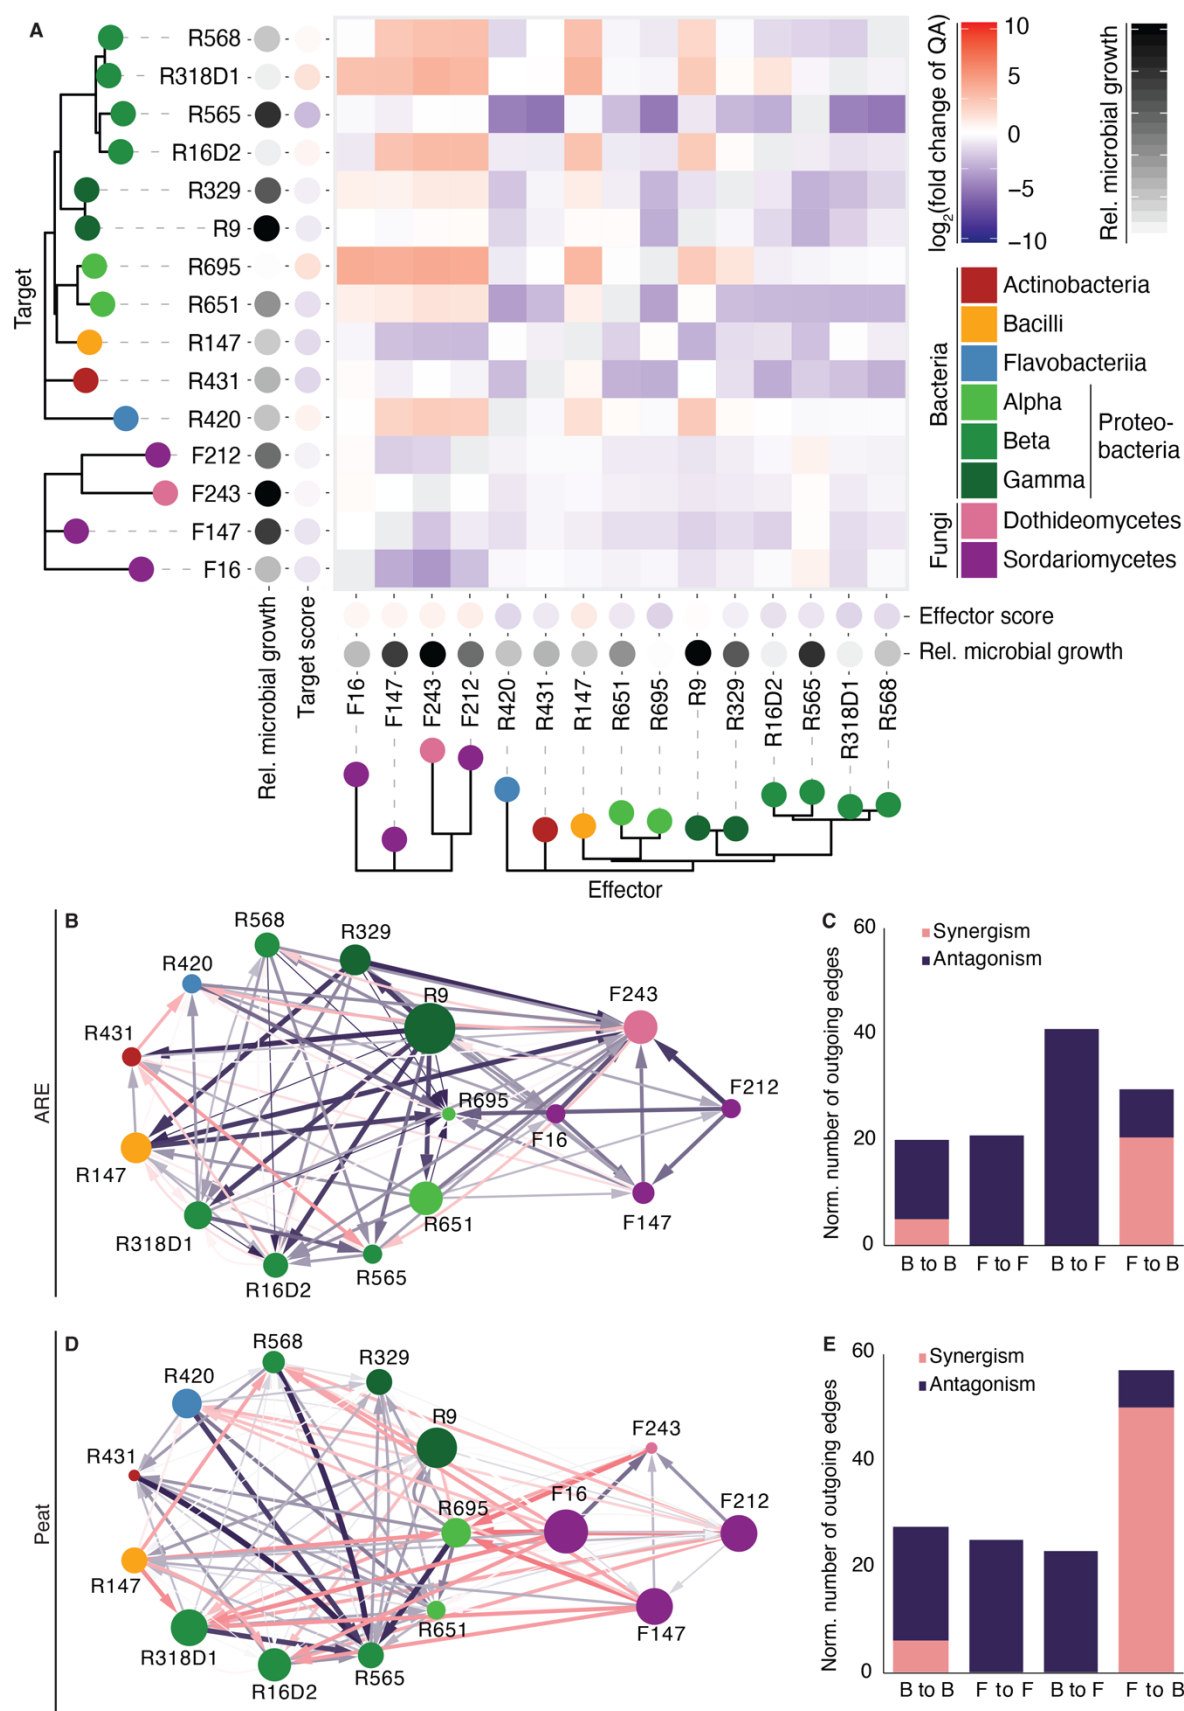 A
Target
R568
R318D1
R565
R16D2
R329
R9
R695
R651
R147
R431
R420
F212
F243
F147
F16
Rel. microbial growth
Target score
log2(fold change of QA)
10
5
0
−5
−10
Rel. microbial growth
Bacteria
Actinobacteria
Bacilli
Flavobacteriia
Alpha
Beta
Gamma
Proteo-
bacteria
Fungi
Dothideomycetes
Sordariomycetes
Effector score
Rel. microbial growth
F16
F147
F243
F212
R420
R431
R147
R651
R695
R9
R329
R16D2
R565
R318D1
R568
Effector
B
ARE
R568
R329
R420
R9
F243
R431
R695
F212
F16
R147
R651
F147
R318D1
R565
R16D2
C
Norm. number of outgoing edges
60
40
20
0
Synergism
Antagonism
B to B
F to F
B to F
F to B
D
Peat
R568
R329
R420
R9
F243
R431
R695
F16
F212
R147
R651
F147
R318D1
R565
R16D2
E
Norm. number of outgoing edges
60
40
20
0
Synergism
Antagonism
B to B
F to F
B to F
F to B